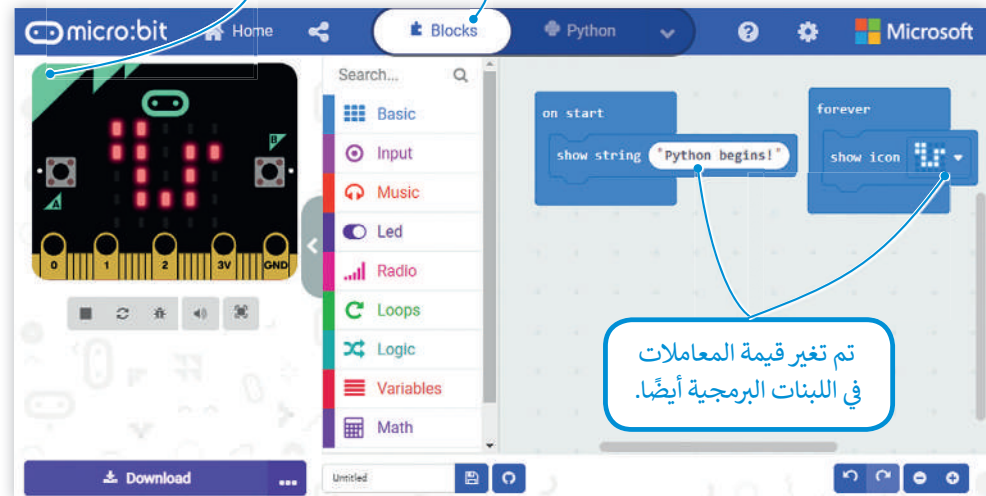 micro:bit
Home
Blocks
Python
Microsoft
Search...
Basic
Input
Music
Led
Radio
Loops
Logic
Variables
Math
A
B
0
1
2
3V
GND
on start
show string "Python begins!"
forever
show icon
تم تغير قيمة المعاملات
في اللبنات البرمجية أيضًا.
Download
Untitled